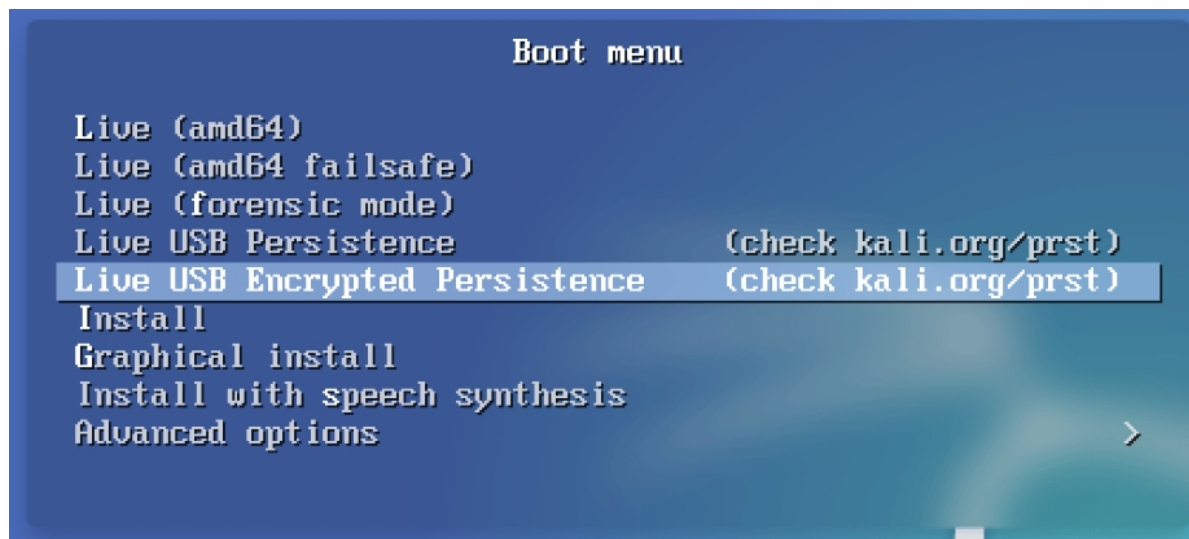 Boot menu
Live (amd64)
Live (amd64 failsafe)
Live (forensic mode)
Live USB Persistence (check kali.org/prst)
Live USB Encrypted Persistence (check kali.org/prst)
Install
Graphical install
Install with speech synthesis
Advanced options >